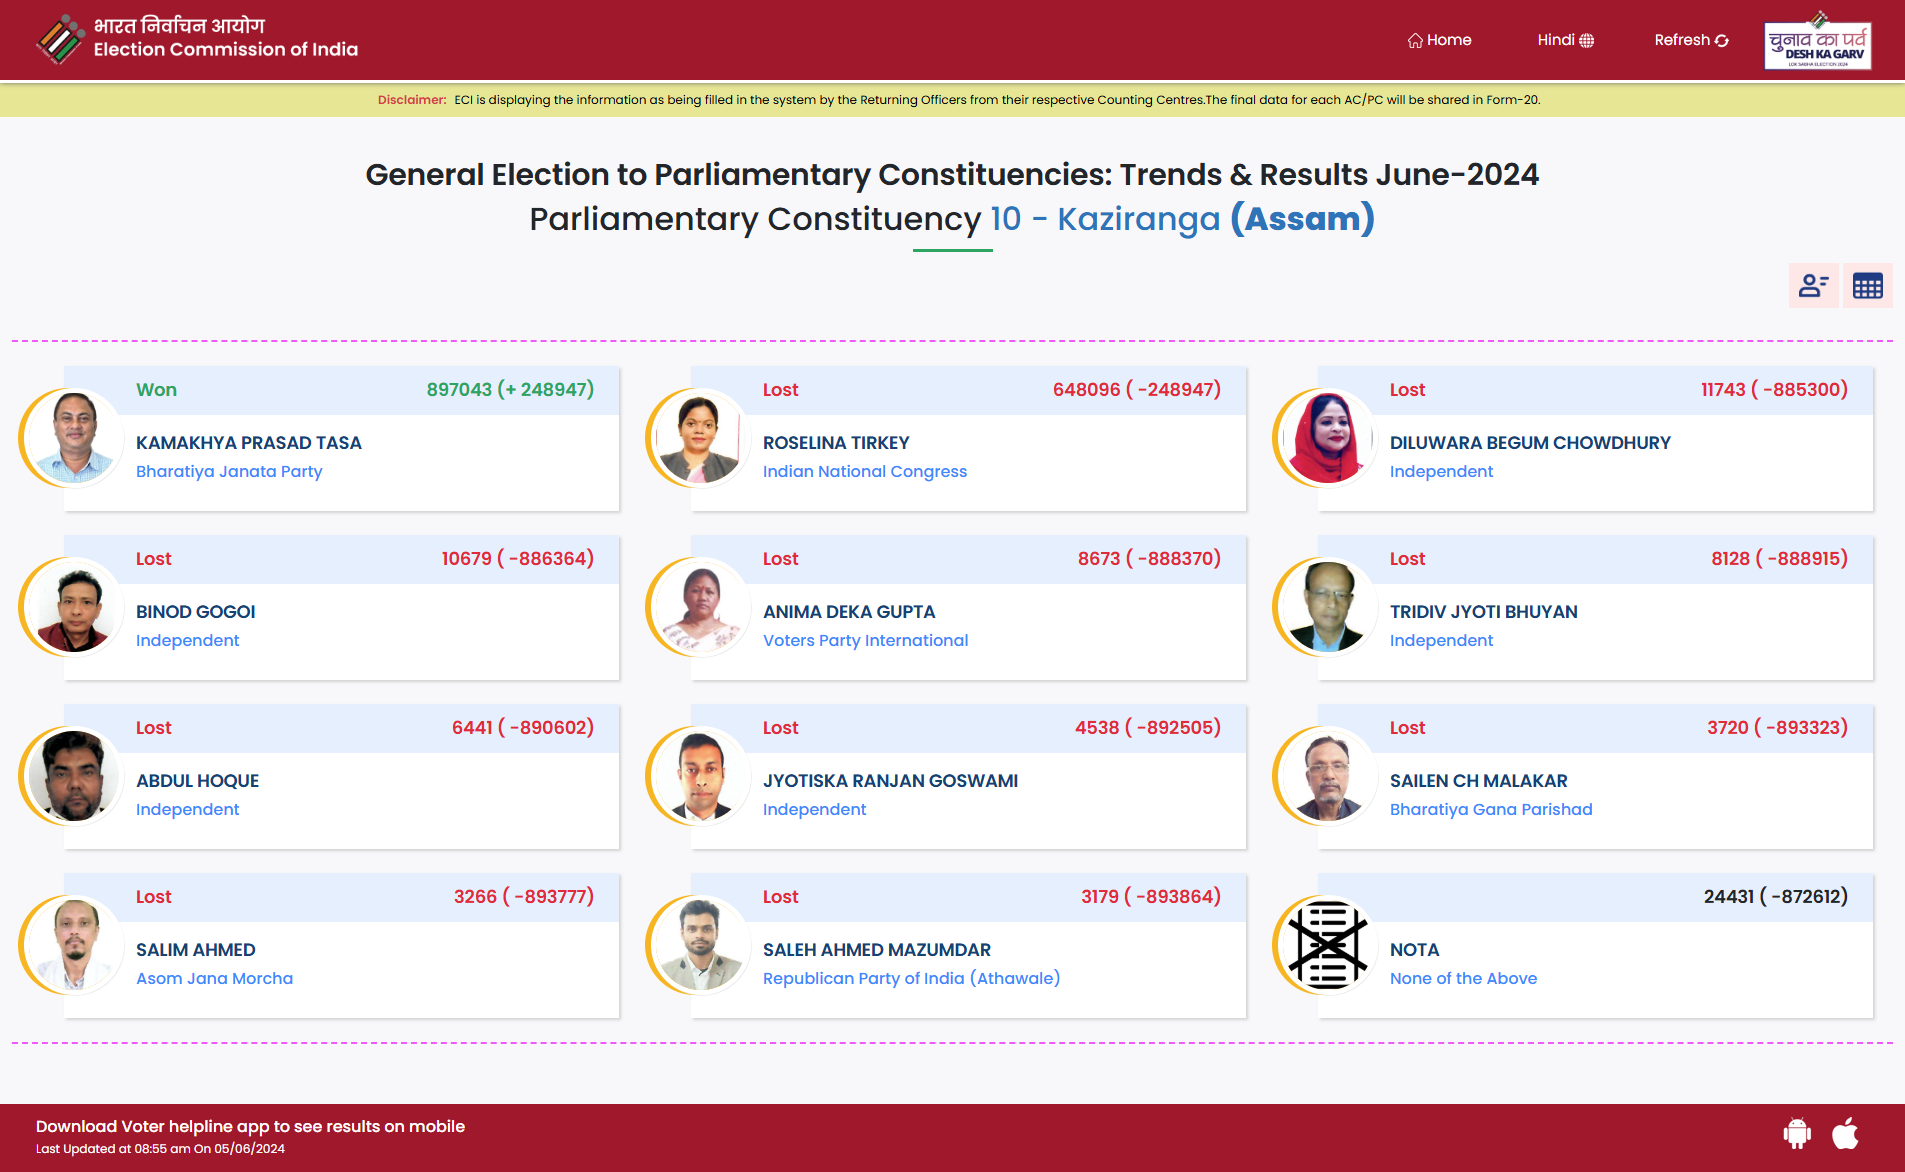 भारत निर्वाचन आयोग
Election Commission of India
Home
Hindi
Refresh
चुनाव का पर्व
DESH KA GARV
LOK SABHA ELECTION 2024
Disclaimer: ECI is displaying the information as being filled in the system by the Returning Officers from their respective Counting Centres.The final data for each AC/PC will be shared in Form-20.
General Election to Parliamentary Constituencies: Trends & Results June-2024
Parliamentary Constituency 10 - Kaziranga (Assam)
Won 897043 (+ 248947)
KAMAKHYA PRASAD TASA
Bharatiya Janata Party
Lost 648096 ( -248947)
ROSELINA TIRKEY
Indian National Congress
Lost 11743 ( -885300)
DILUWARA BEGUM CHOWDHURY
Independent
Lost 10679 ( -886364)
BINOD GOGOI
Independent
Lost 8673 ( -888370)
ANIMA DEKA GUPTA
Voters Party International
Lost 8128 ( -888915)
TRIDIV JYOTI BHUYAN
Independent
Lost 6441 ( -890602)
ABDUL HOQUE
Independent
Lost 4538 ( -892505)
JYOTISKA RANJAN GOSWAMI
Independent
Lost 3720 ( -893323)
SAILEN CH MALAKAR
Bharatiya Gana Parishad
Lost 3266 ( -893777)
SALIM AHMED
Asom Jana Morcha
Lost 3179 ( -893864)
SALEH AHMED MAZUMDAR
Republican Party of India (Athawale)
24431 ( -872612)
NOTA
None of the Above
Download Voter helpline app to see results on mobile
Last Updated at 08:55 am On 05/06/2024